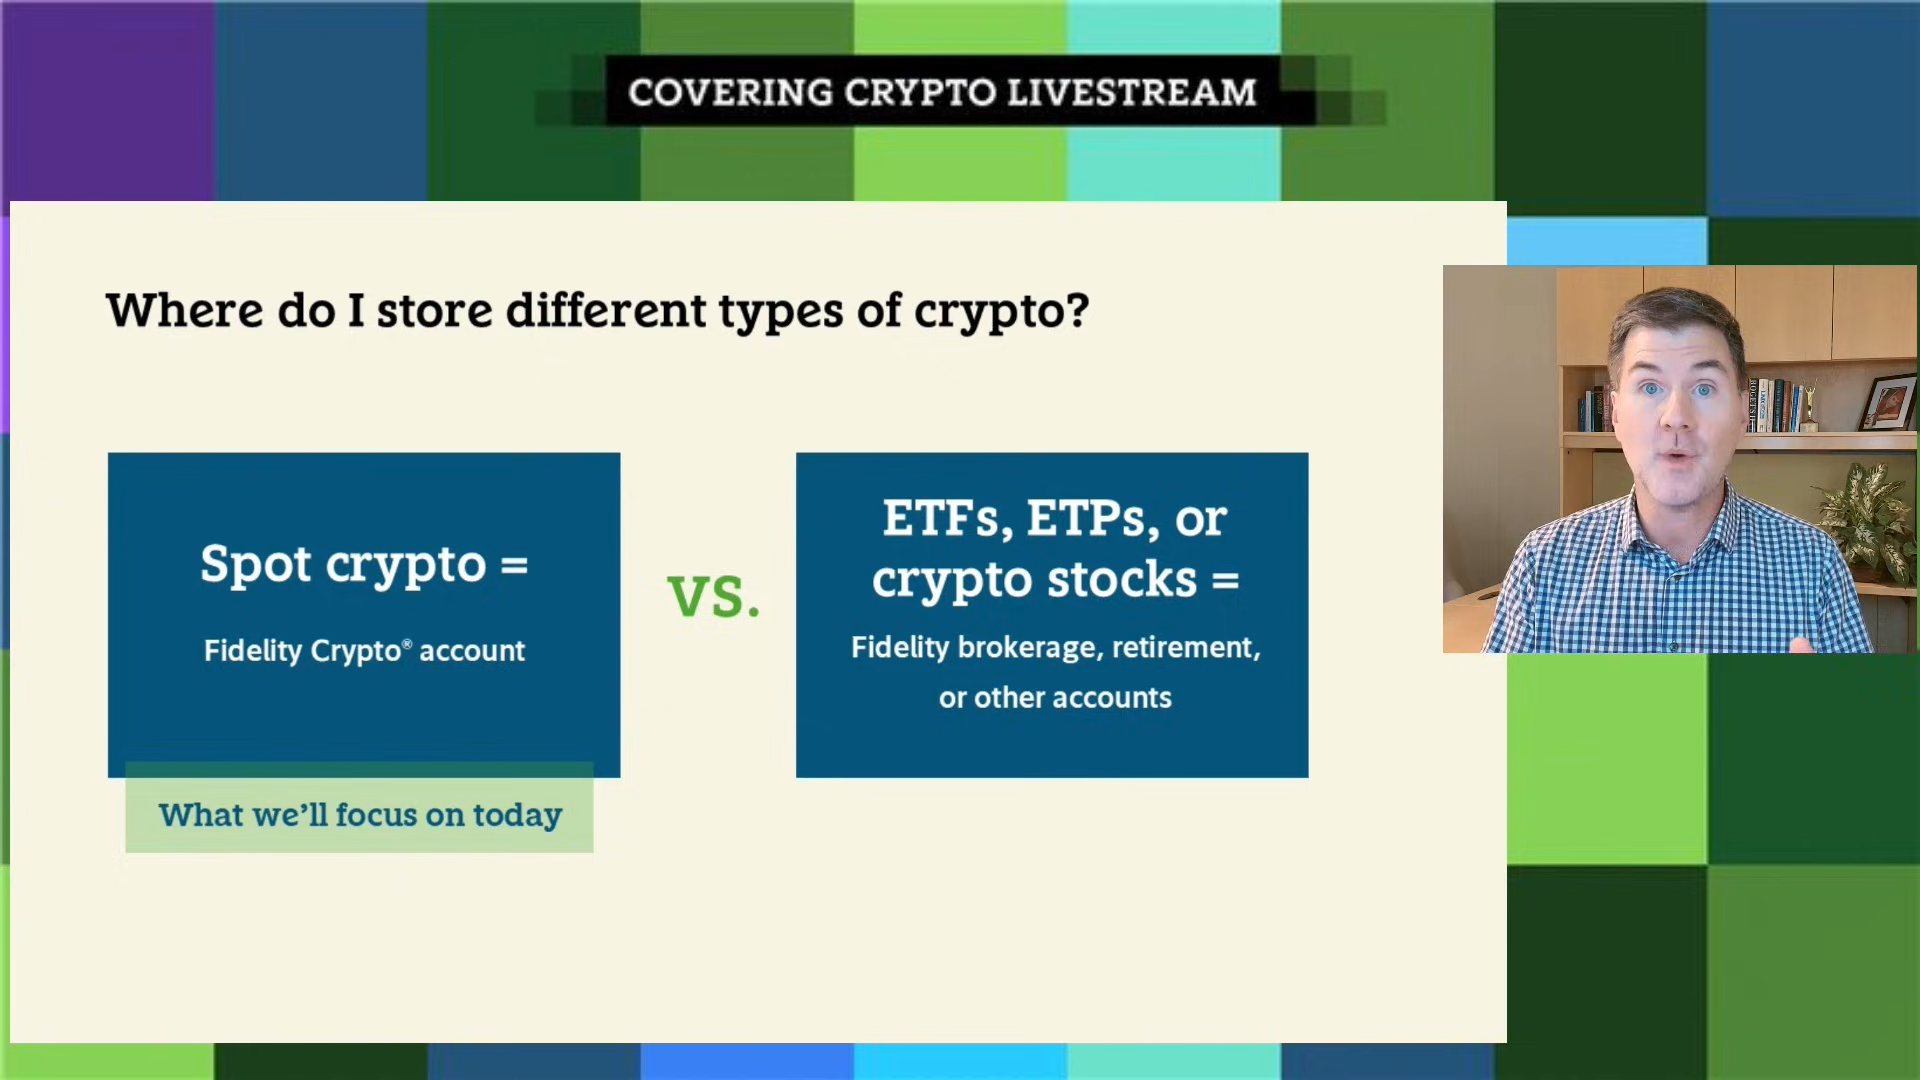 COVERING CRYPTO LIVESTREAM
Where do I store different types of crypto?
Spot crypto =
Fidelity Crypto® account
What we'll focus on today
vs.
ETFs, ETPs, or
crypto stocks =
Fidelity brokerage, retirement,
or other accounts